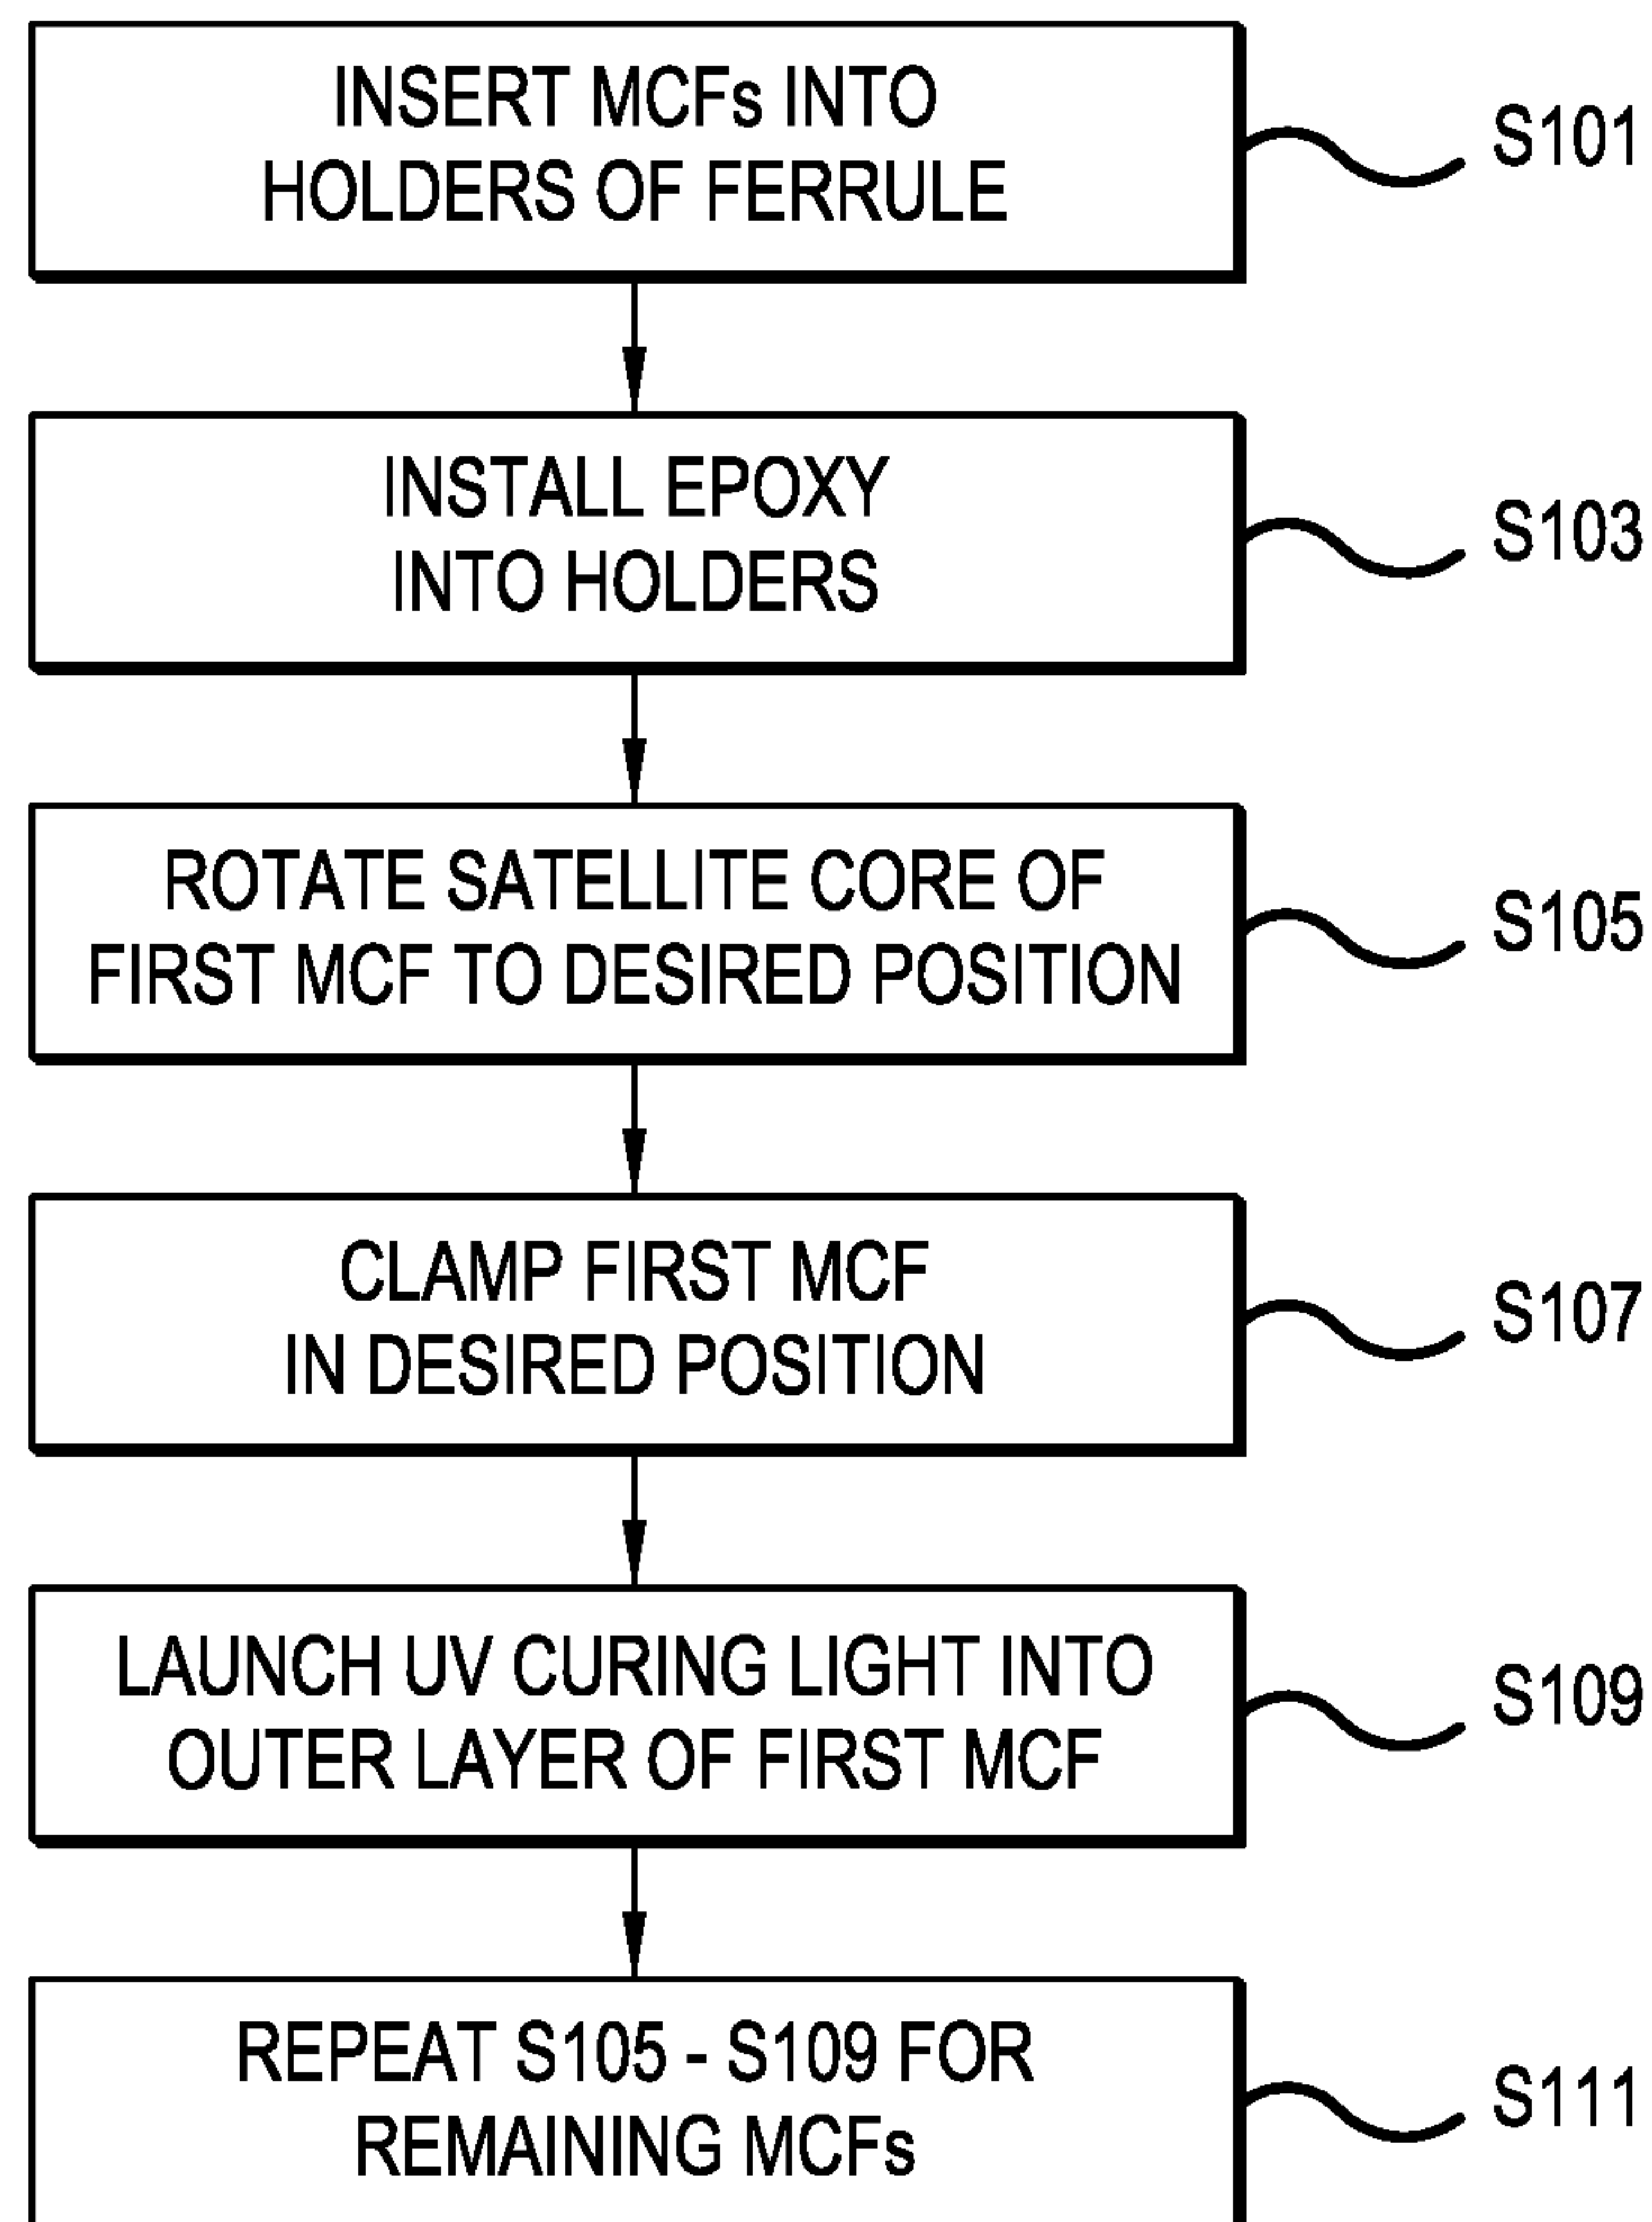 INSERT MCFs INTO
HOLDERS OF FERRULE
S101
INSTALL EPOXY
INTO HOLDERS
S103
ROTATE SATELLITE CORE OF
FIRST MCF TO DESIRED POSITION
S105
CLAMP FIRST MCF
IN DESIRED POSITION
S107
LAUNCH UV CURING LIGHT INTO
OUTER LAYER OF FIRST MCF
S109
REPEAT S105 - S109 FOR
REMAINING MCFs
S111